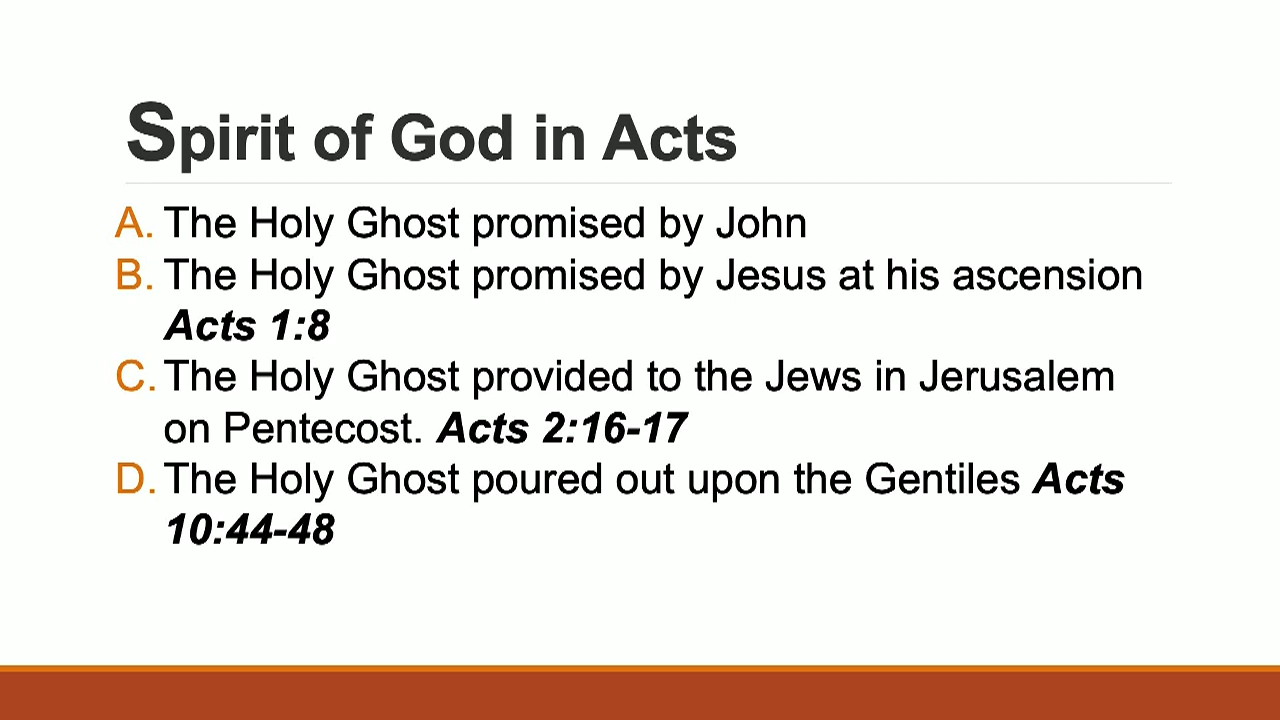 Spirit of God in Acts
A. The Holy Ghost promised by John
B. The Holy Ghost promised by Jesus at his ascension
Acts 1:8
C. The Holy Ghost provided to the Jews in Jerusalem
on Pentecost. Acts 2:16-17
D. The Holy Ghost poured out upon the Gentiles Acts
10:44-48